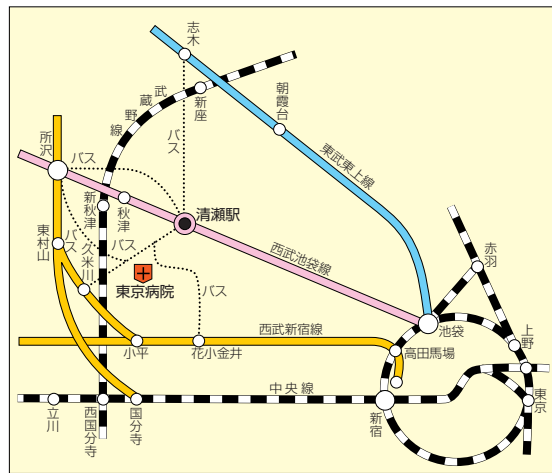 志木
武蔵野線
新座
朝霞台
所沢
バス
バス
東武東上線
新秋津
秋津
清瀬駅
東村山
バス
久米川
バス
西武池袋線
赤羽
東京病院
バス
池袋
上野
西武新宿線
高田馬場
小平
花小金井
中央線
立川
西国分寺
国分寺
新宿
東京